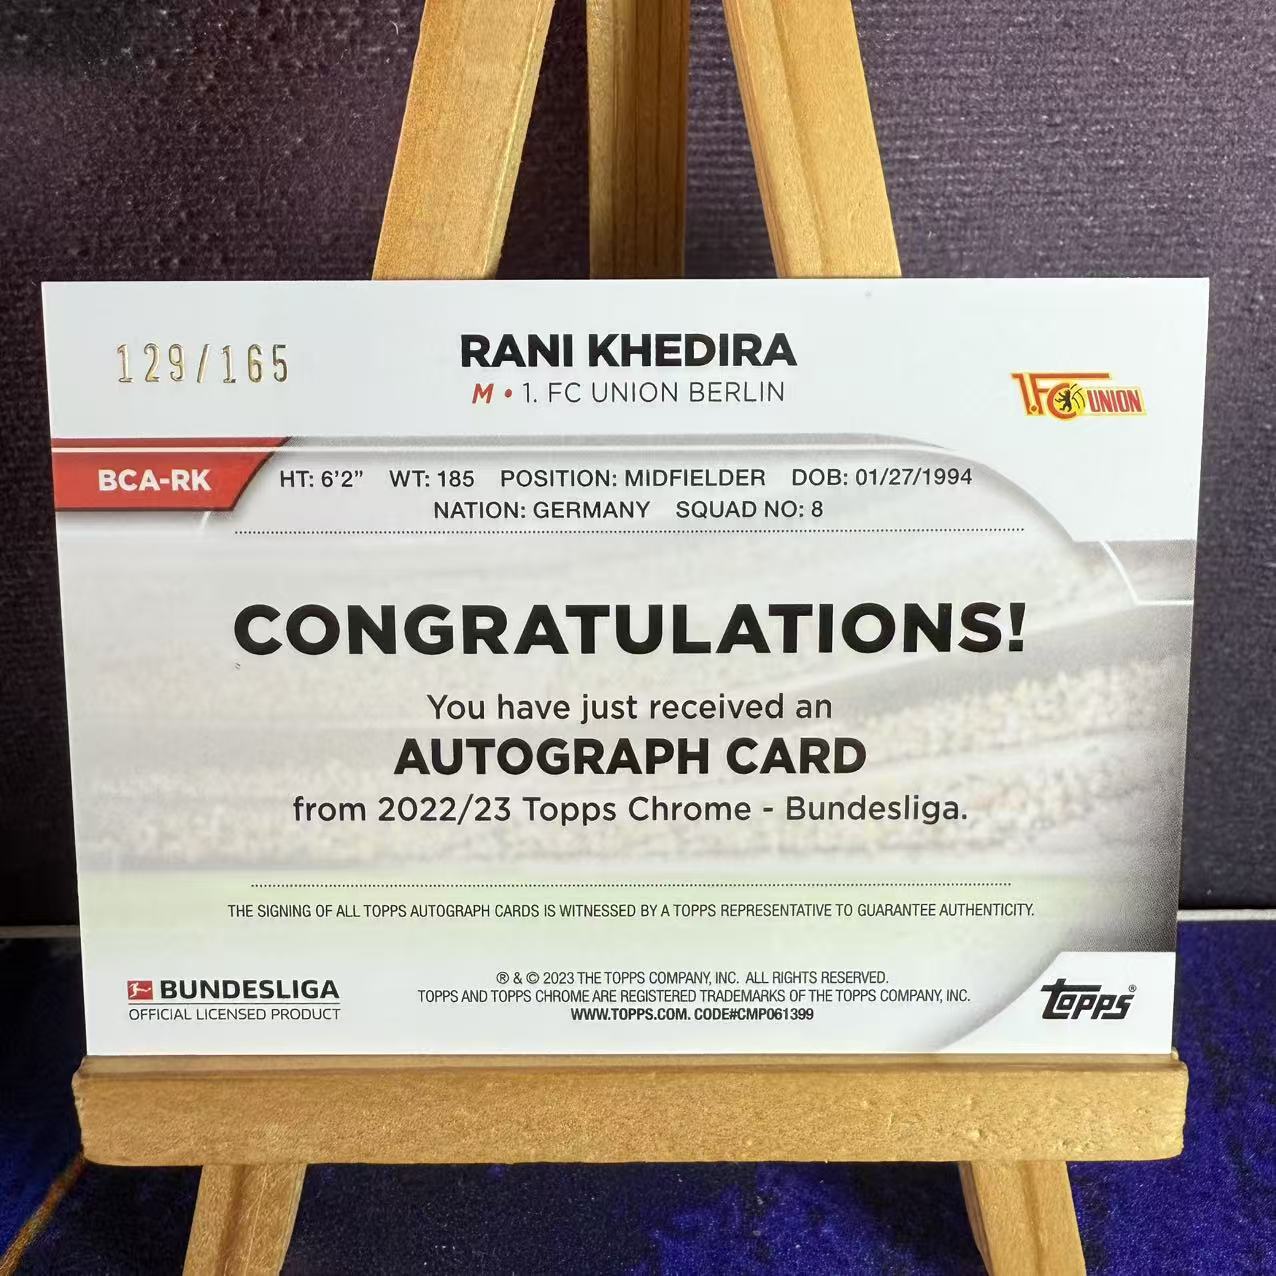 129/165
RANI KHEDIRA
M • 1. FC UNION BERLIN
1.FC UNION
BCA-RK
HT: 6'2” WT: 185 POSITION: MIDFIELDER DOB: 01/27/1994
NATION: GERMANY SQUAD NO: 8
CONGRATULATIONS!
You have just received an
AUTOGRAPH CARD
from 2022/23 Topps Chrome - Bundesliga.
THE SIGNING OF ALL TOPPS AUTOGRAPH CARDS IS WITNESSED BY A TOPPS REPRESENTATIVE TO GUARANTEE AUTHENTICITY.
BUNDESLIGA
OFFICIAL LICENSED PRODUCT
® & © 2023 THE TOPPS COMPANY, INC. ALL RIGHTS RESERVED.
TOPPS AND TOPPS CHROME ARE REGISTERED TRADEMARKS OF THE TOPPS COMPANY, INC.
WWW.TOPPS.COM. CODE#CMP061399
topps®